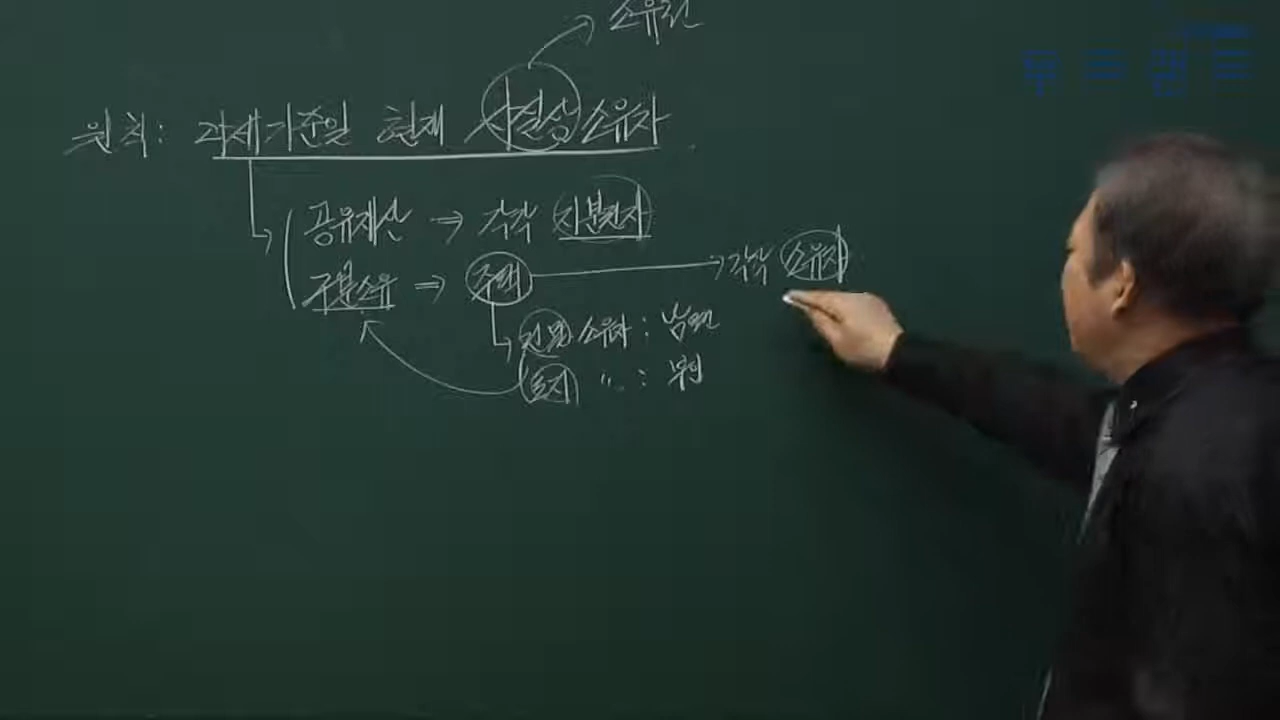 소유권
원칙: 과세기준일 현재 사실상 소유자
공유재산 ⇒ 각각 지분권자
구분소유 ⇒ 주택 → 각각 소유자
건물 소유자 : 남편
토지 〃 : 부인